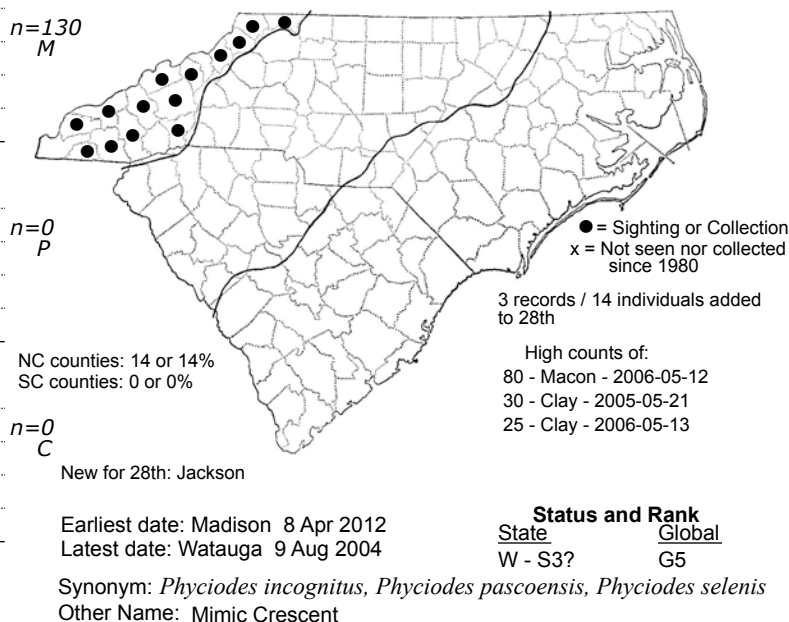 n=130
M
n=0
P
● = Sighting or Collection
x = Not seen nor collected
since 1980
3 records / 14 individuals added
to 28th
High counts of:
80 - Macon - 2006-05-12
30 - Clay - 2005-05-21
25 - Clay - 2006-05-13
NC counties: 14 or 14%
SC counties: 0 or 0%
n=0
C
New for 28th: Jackson
Earliest date: Madison 8 Apr 2012
Latest date: Watauga 9 Aug 2004
Status and Rank
State Global
W - S3? G5
Synonym: Phyciodes incognitus, Phyciodes pascoensis, Phyciodes selenis
Other Name: Mimic Crescent